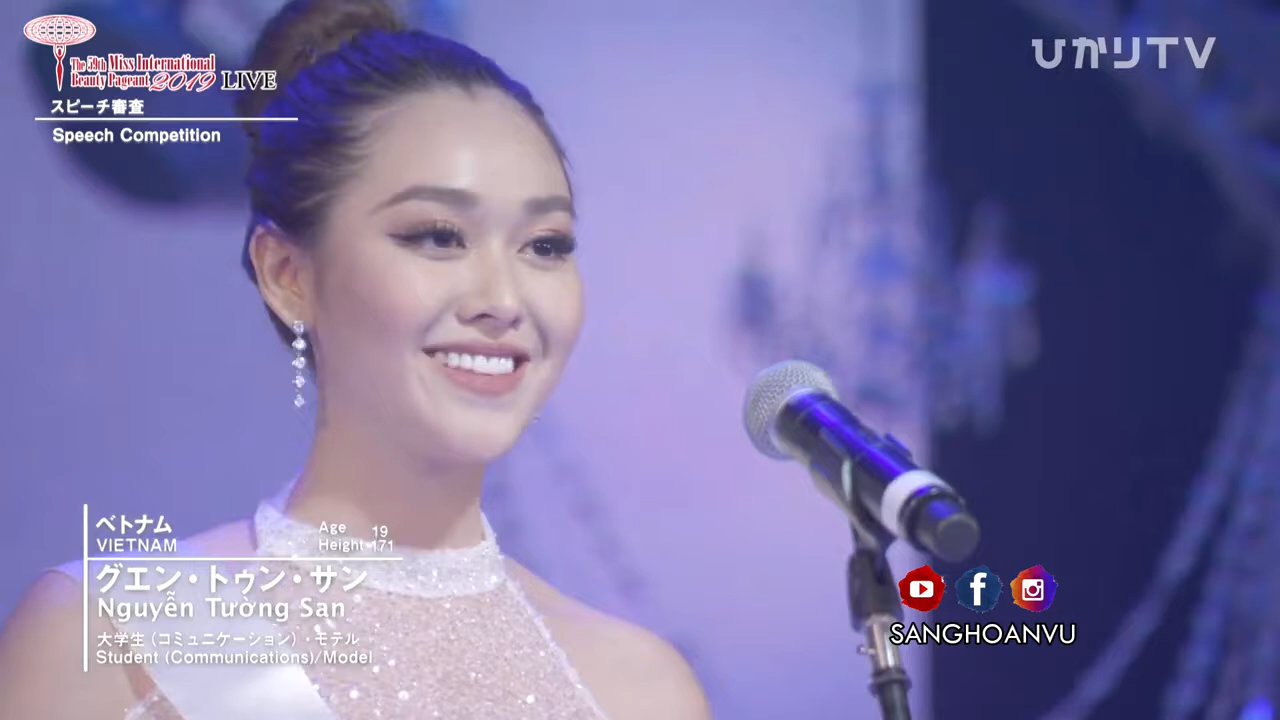 The 59th Miss International
Beauty Pageant 2019 LIVE
スピーチ審査
Speech Competition
ひかりTV
ベトナム
VIETNAM
Age 19
Height 171
グエン・トゥン・サン
Nguyễn Tường San
大学生（コミュニケーション）・モデル
Student (Communications)/Model
SANGHOANVU